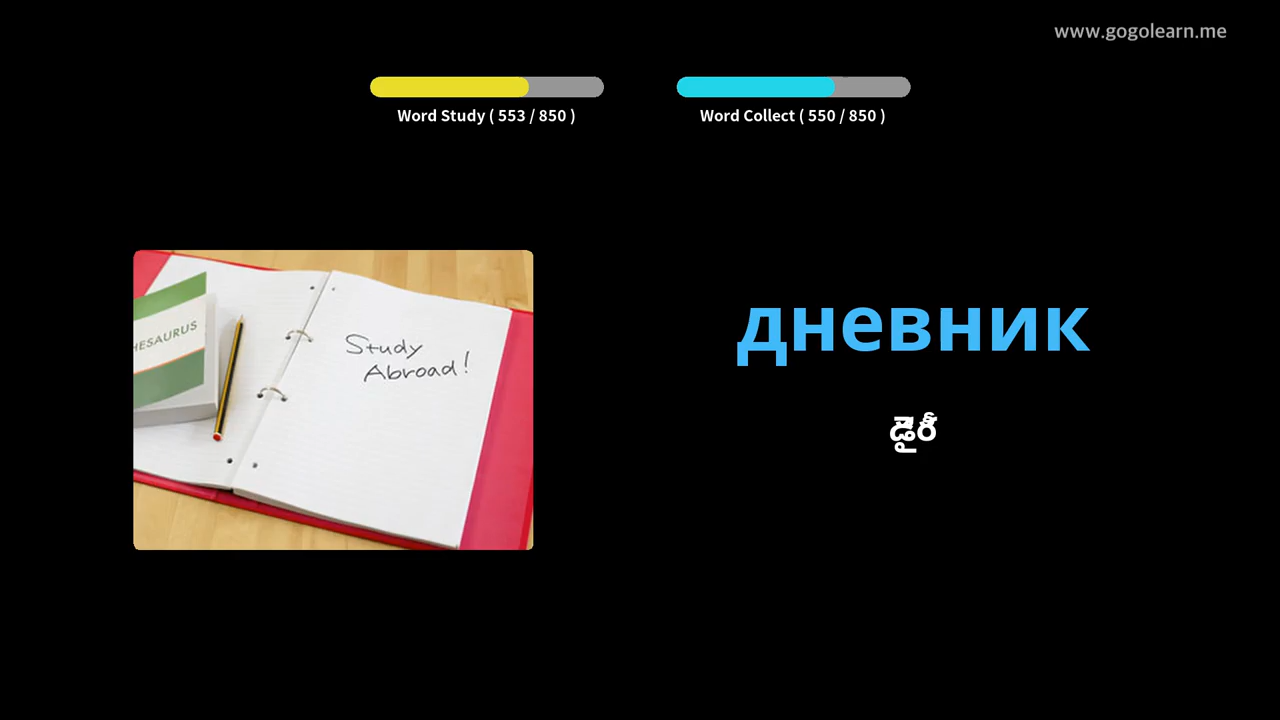 www.gogolearn.me
Word Study ( 553 / 850 )
Word Collect ( 550 / 850 )
HESAURUS
Study
Abroad!
дневник
డైరీ